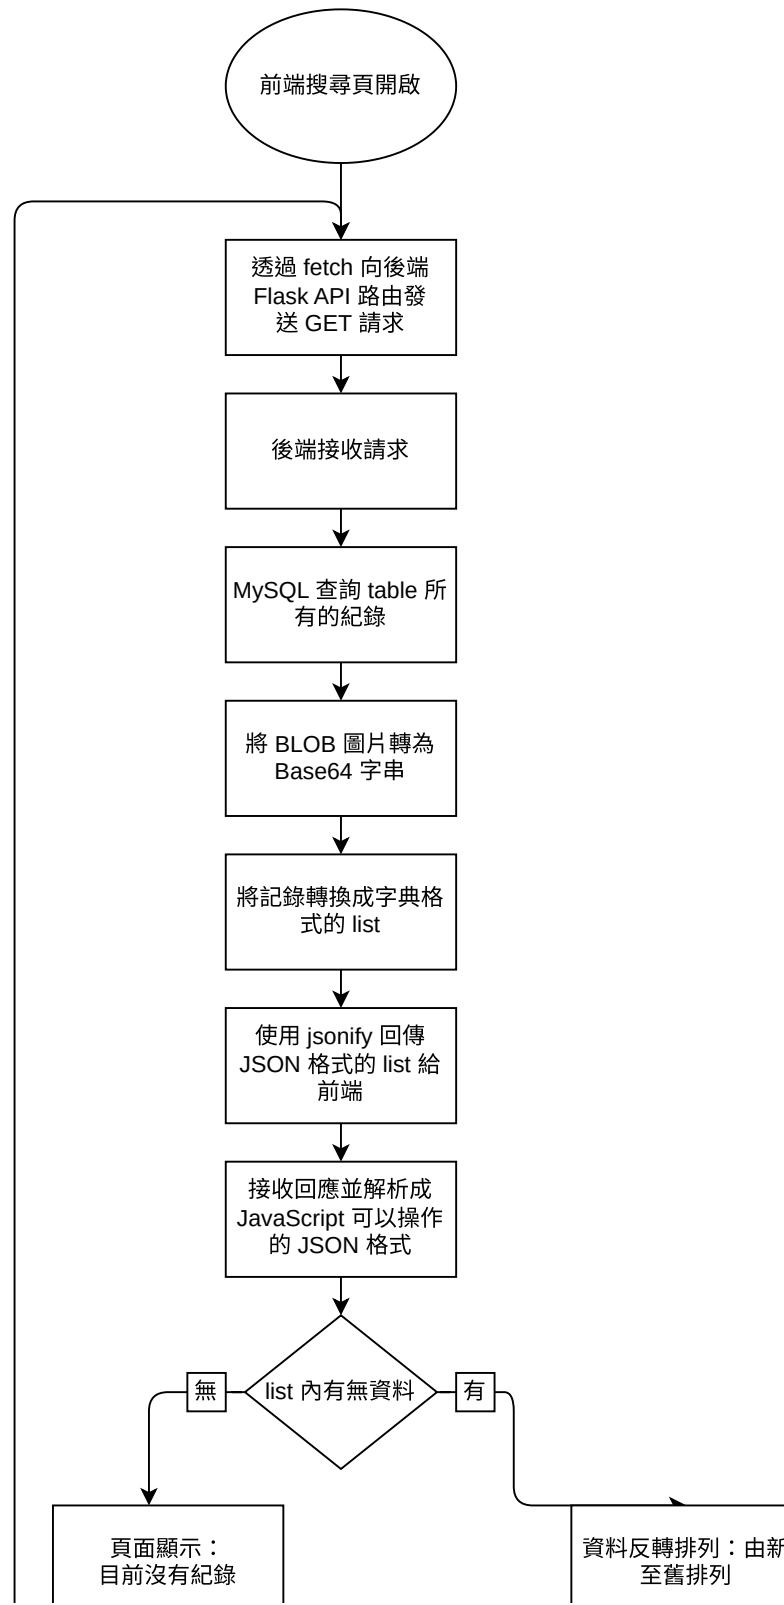 前端搜尋頁開啟
透過 fetch 向後端
Flask API 路由發
送 GET 請求
後端接收請求
MySQL 查詢 table 所
有的紀錄
將 BLOB 圖片轉為
Base64 字串
將記錄轉換成字典格
式的 list
使用 jsonify 回傳
JSON 格式的 list 給
前端
接收回應並解析成
JavaScript 可以操作
的 JSON 格式
list 內有無資料
無
有
頁面顯示：
目前沒有紀錄
資料反轉排列：由新
至舊排列